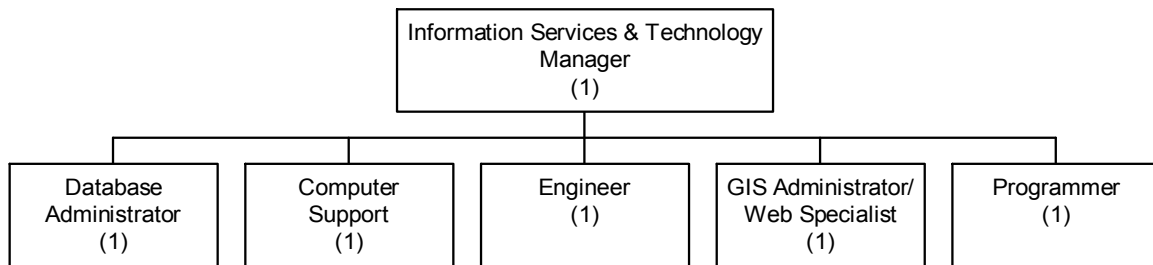 Information Services & Technology
Manager
(1)
Database
Administrator
(1)
Computer
Support
(1)
Engineer
(1)
GIS Administrator/
Web Specialist
(1)
Programmer
(1)